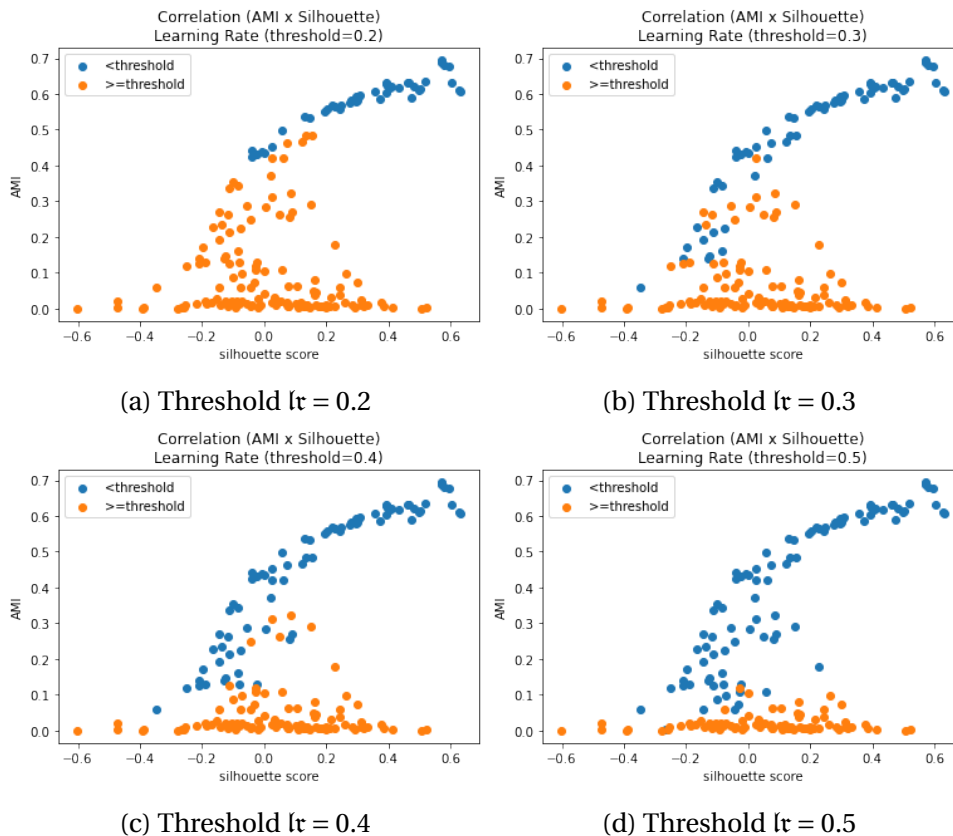 Correlation (AMI x Silhouette)
Learning Rate (threshold=0.2)
<threshold
>=threshold
0.7
0.6
0.5
0.4
0.3
0.2
0.1
0.0
AMI
−0.6 −0.4 −0.2 0.0 0.2 0.4 0.6
silhouette score
(a) Threshold 𝔩𝔯 = 0.2
Correlation (AMI x Silhouette)
Learning Rate (threshold=0.3)
<threshold
>=threshold
0.7
0.6
0.5
0.4
0.3
0.2
0.1
0.0
AMI
−0.6 −0.4 −0.2 0.0 0.2 0.4 0.6
silhouette score
(b) Threshold 𝔩𝔯 = 0.3
Correlation (AMI x Silhouette)
Learning Rate (threshold=0.4)
<threshold
>=threshold
0.7
0.6
0.5
0.4
0.3
0.2
0.1
0.0
AMI
−0.6 −0.4 −0.2 0.0 0.2 0.4 0.6
silhouette score
(c) Threshold 𝔩𝔯 = 0.4
Correlation (AMI x Silhouette)
Learning Rate (threshold=0.5)
<threshold
>=threshold
0.7
0.6
0.5
0.4
0.3
0.2
0.1
0.0
AMI
−0.6 −0.4 −0.2 0.0 0.2 0.4 0.6
silhouette score
(d) Threshold 𝔩𝔯 = 0.5